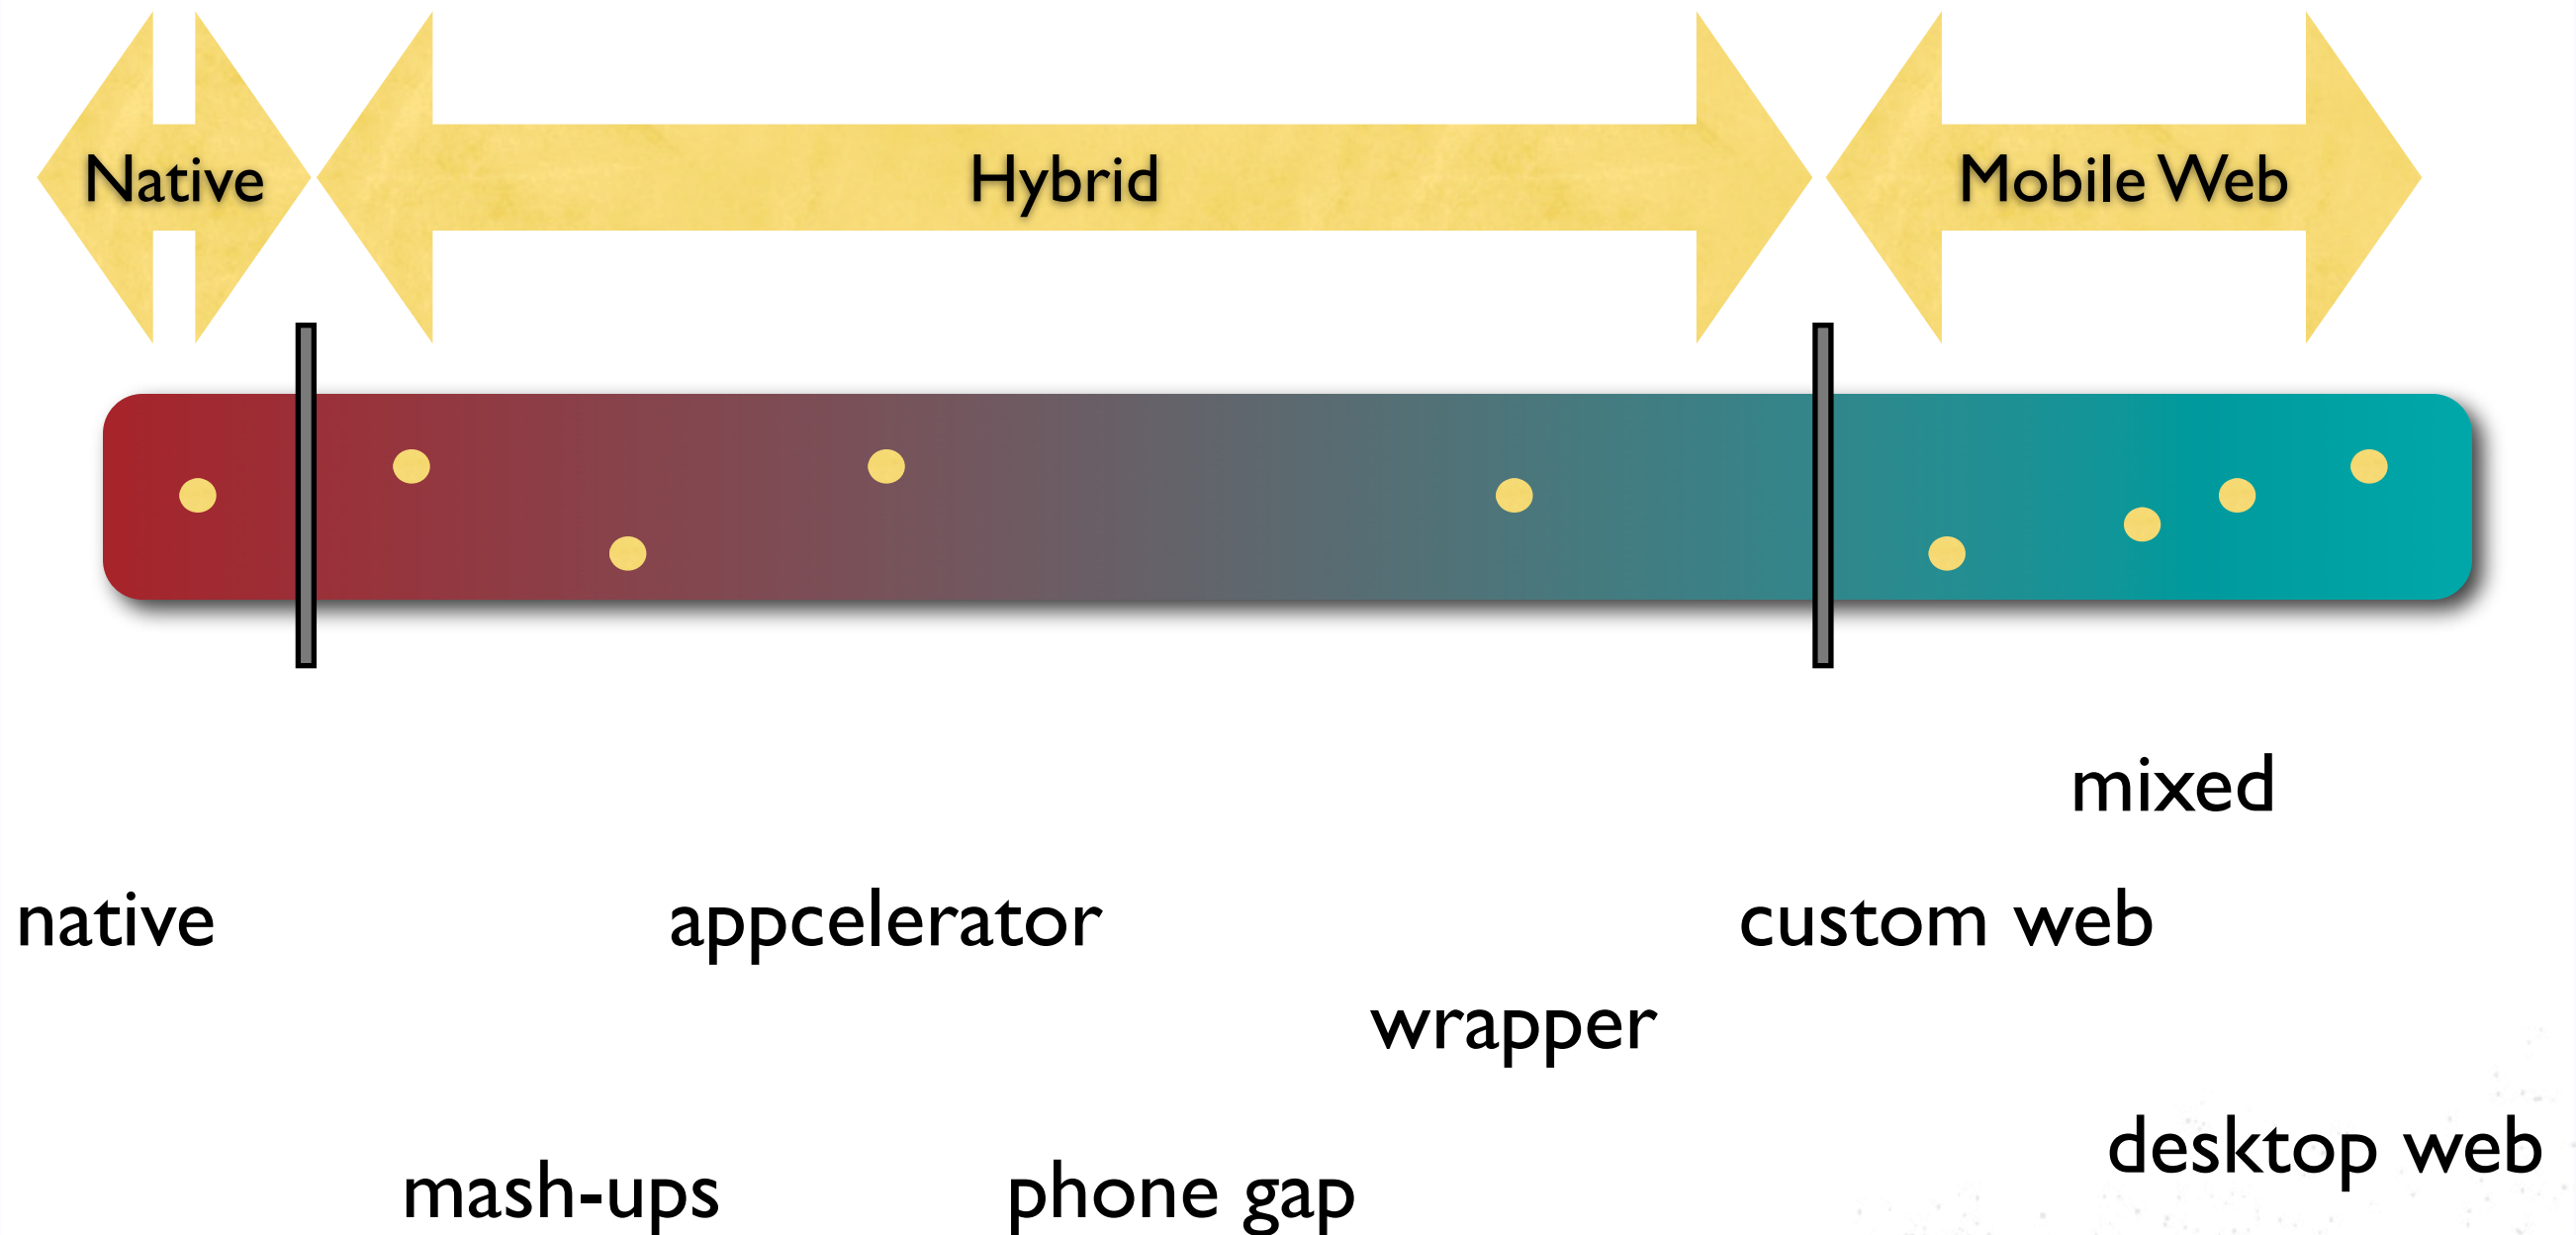 Native
Hybrid
Mobile Web
mixed
native
appcelerator
custom web
wrapper
desktop web
mash-ups
phone gap